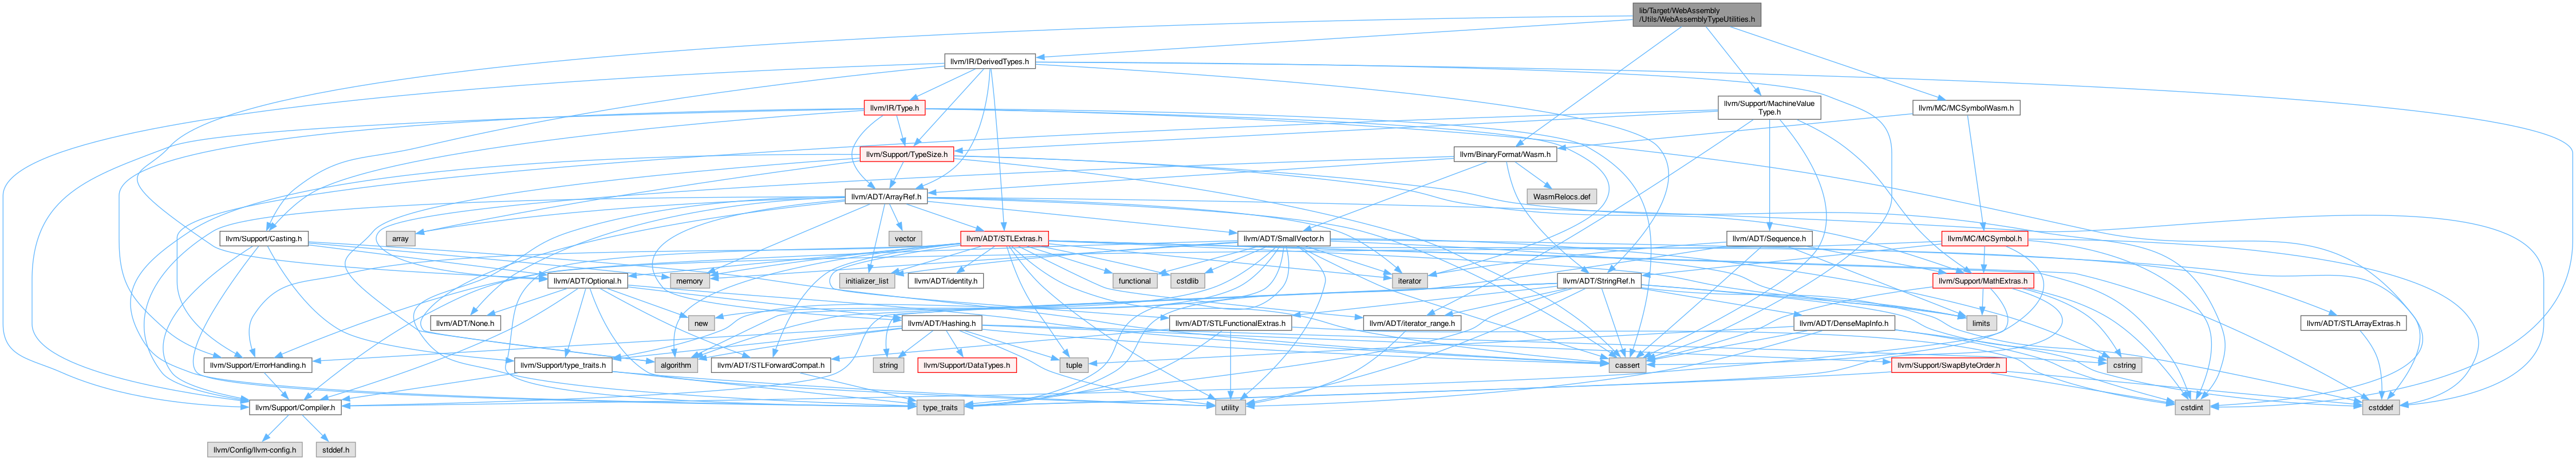 lib/Target/WebAssembly
/Utils/WebAssemblyTypeUtilities.h
llvm/IR/DerivedTypes.h
llvm/IR/Type.h
llvm/Support/MachineValue
Type.h
llvm/MC/MCSymbolWasm.h
llvm/Support/TypeSize.h
llvm/BinaryFormat/Wasm.h
llvm/ADT/ArrayRef.h
WasmRelocs.def
llvm/Support/Casting.h
array
vector
llvm/ADT/STLExtras.h
llvm/ADT/SmallVector.h
llvm/ADT/Sequence.h
llvm/MC/MCSymbol.h
llvm/ADT/Optional.h
memory
initializer_list
llvm/ADT/identity.h
functional
cstdlib
iterator
llvm/ADT/StringRef.h
llvm/Support/MathExtras.h
llvm/ADT/None.h
new
llvm/ADT/Hashing.h
llvm/ADT/STLFunctionalExtras.h
llvm/ADT/iterator_range.h
llvm/ADT/DenseMapInfo.h
limits
llvm/ADT/STLArrayExtras.h
llvm/Support/ErrorHandling.h
llvm/Support/type_traits.h
algorithm
llvm/ADT/STLForwardCompat.h
string
llvm/Support/DataTypes.h
tuple
cassert
llvm/Support/SwapByteOrder.h
cstring
llvm/Support/Compiler.h
type_traits
utility
cstdint
cstddef
llvm/Config/llvm-config.h
stddef.h